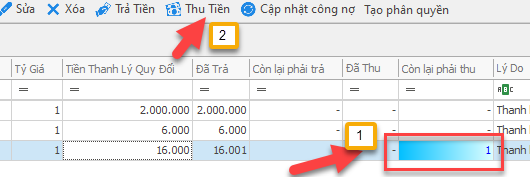 Sửa Xóa Trả Tiền Thu Tiền Cập nhật công nợ Tạo phân quyền
2
Tỷ Giá Tiền Thanh Lý Quy Đổi Đã Trả Còn lại phải trả Đã Thu Còn lại phải thu Lý Do
= = = = = = ABC
1 2.000.000 2.000.000 - - - Thanh
1 6.000 6.000 - - - Thanh
1 16.000 16.001 - 1 Thanh
1